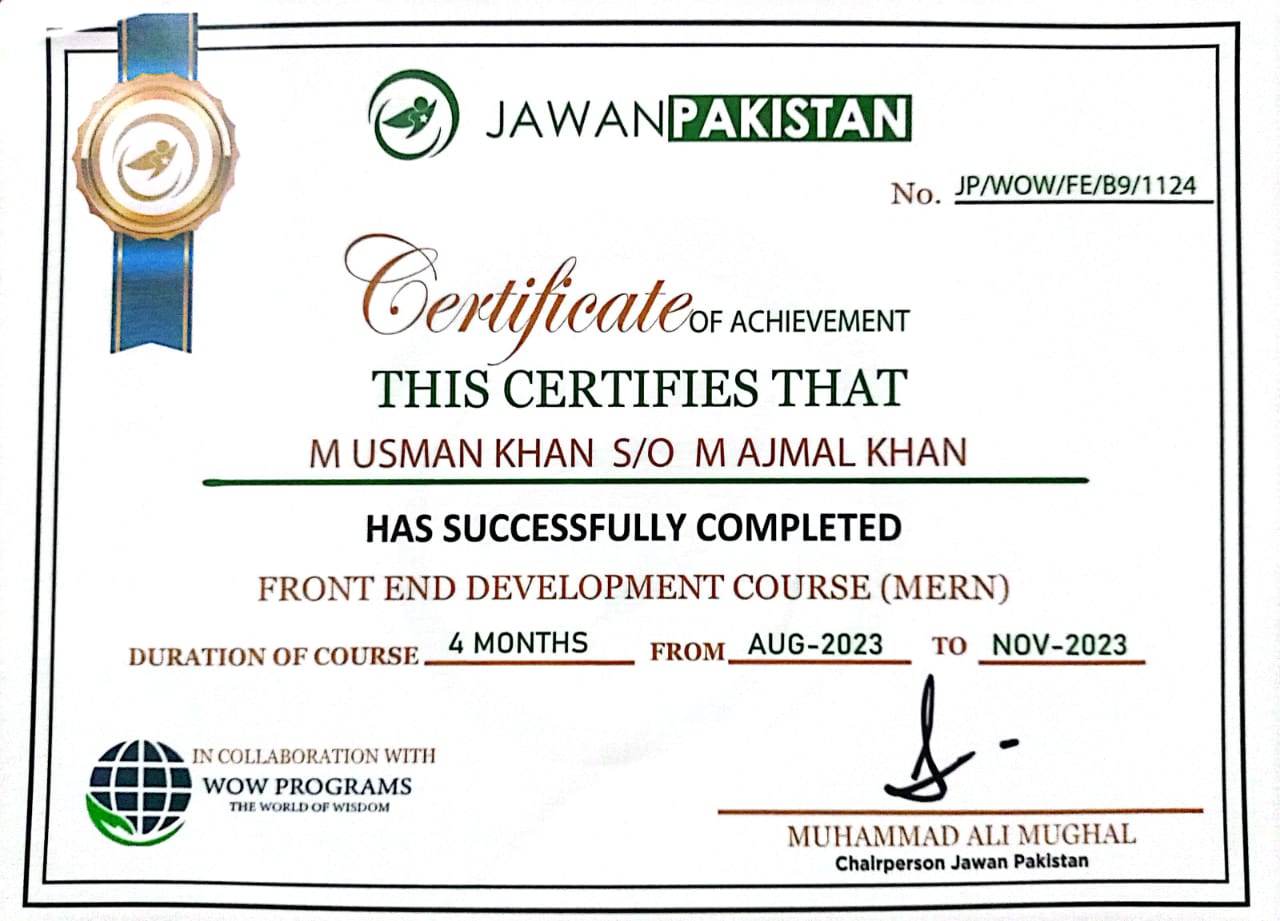 JAWANPAKISTAN
No. JP/WOW/FE/B9/1124
Certificate OF ACHIEVEMENT
THIS CERTIFIES THAT
M USMAN KHAN S/O M AJMAL KHAN
HAS SUCCESSFULLY COMPLETED
FRONT END DEVELOPMENT COURSE (MERN)
DURATION OF COURSE 4 MONTHS FROM AUG-2023 TO NOV-2023
IN COLLABORATION WITH
WOW PROGRAMS
THE WORLD OF WISDOM
MUHAMMAD ALI MUGHAL
Chairperson Jawan Pakistan